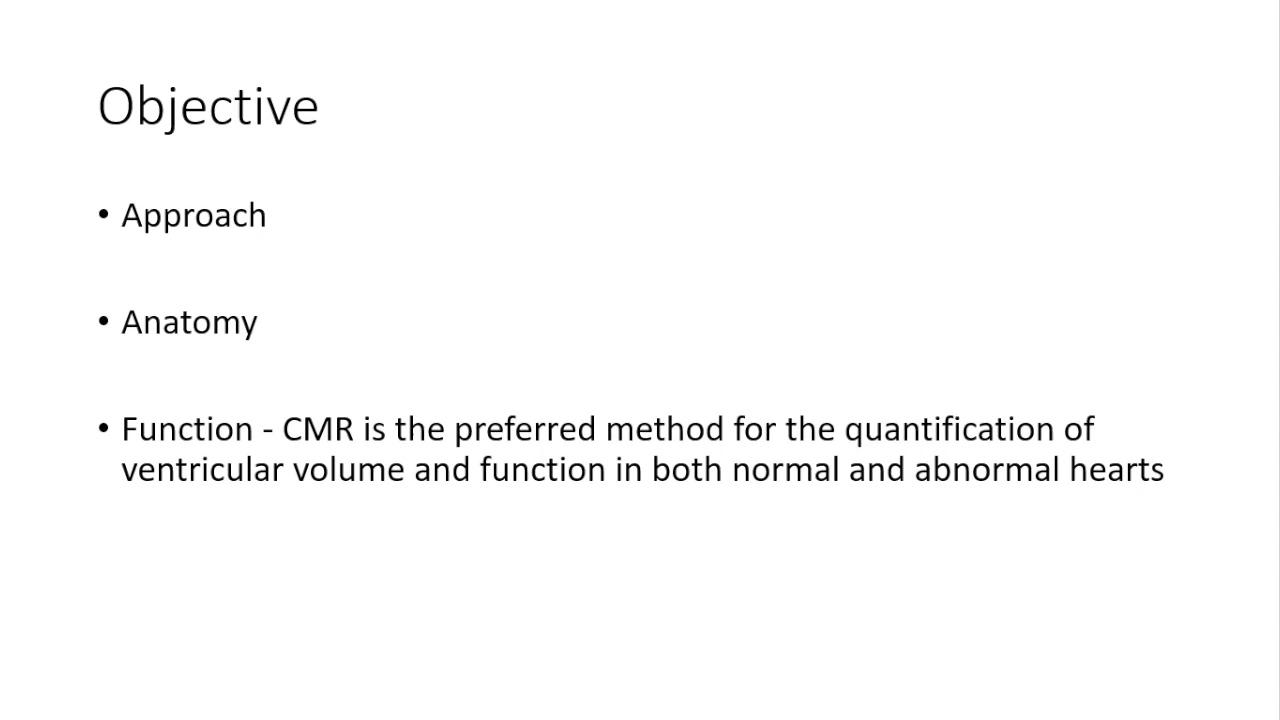 Objective
• Approach
• Anatomy
• Function - CMR is the preferred method for the quantification of
ventricular volume and function in both normal and abnormal hearts